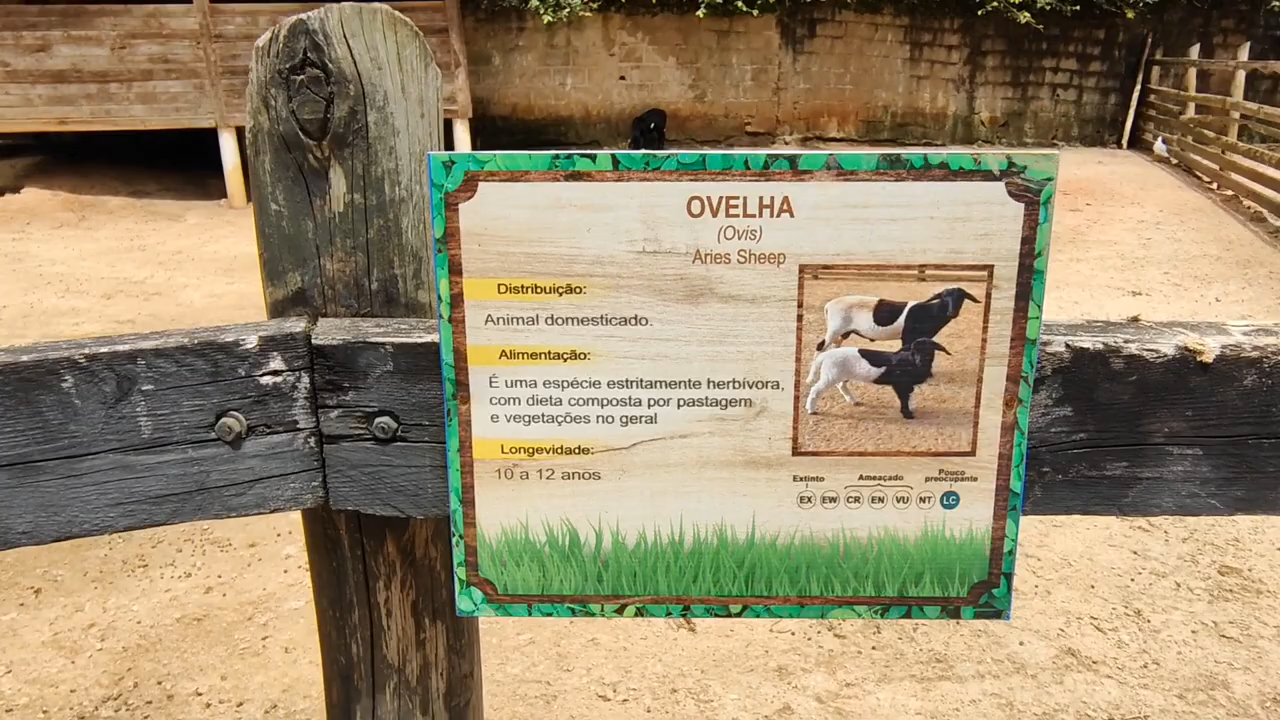 OVELHA
(Ovis)
Aries Sheep
Distribuição:
Animal domesticado.
Alimentação:
É uma espécie estritamente herbívora,
com dieta composta por pastagem
e vegetações no geral
Longevidade:
10 a 12 anos
Extinto Ameaçado Pouco preocupante
EX EW CR EN VU NT LC